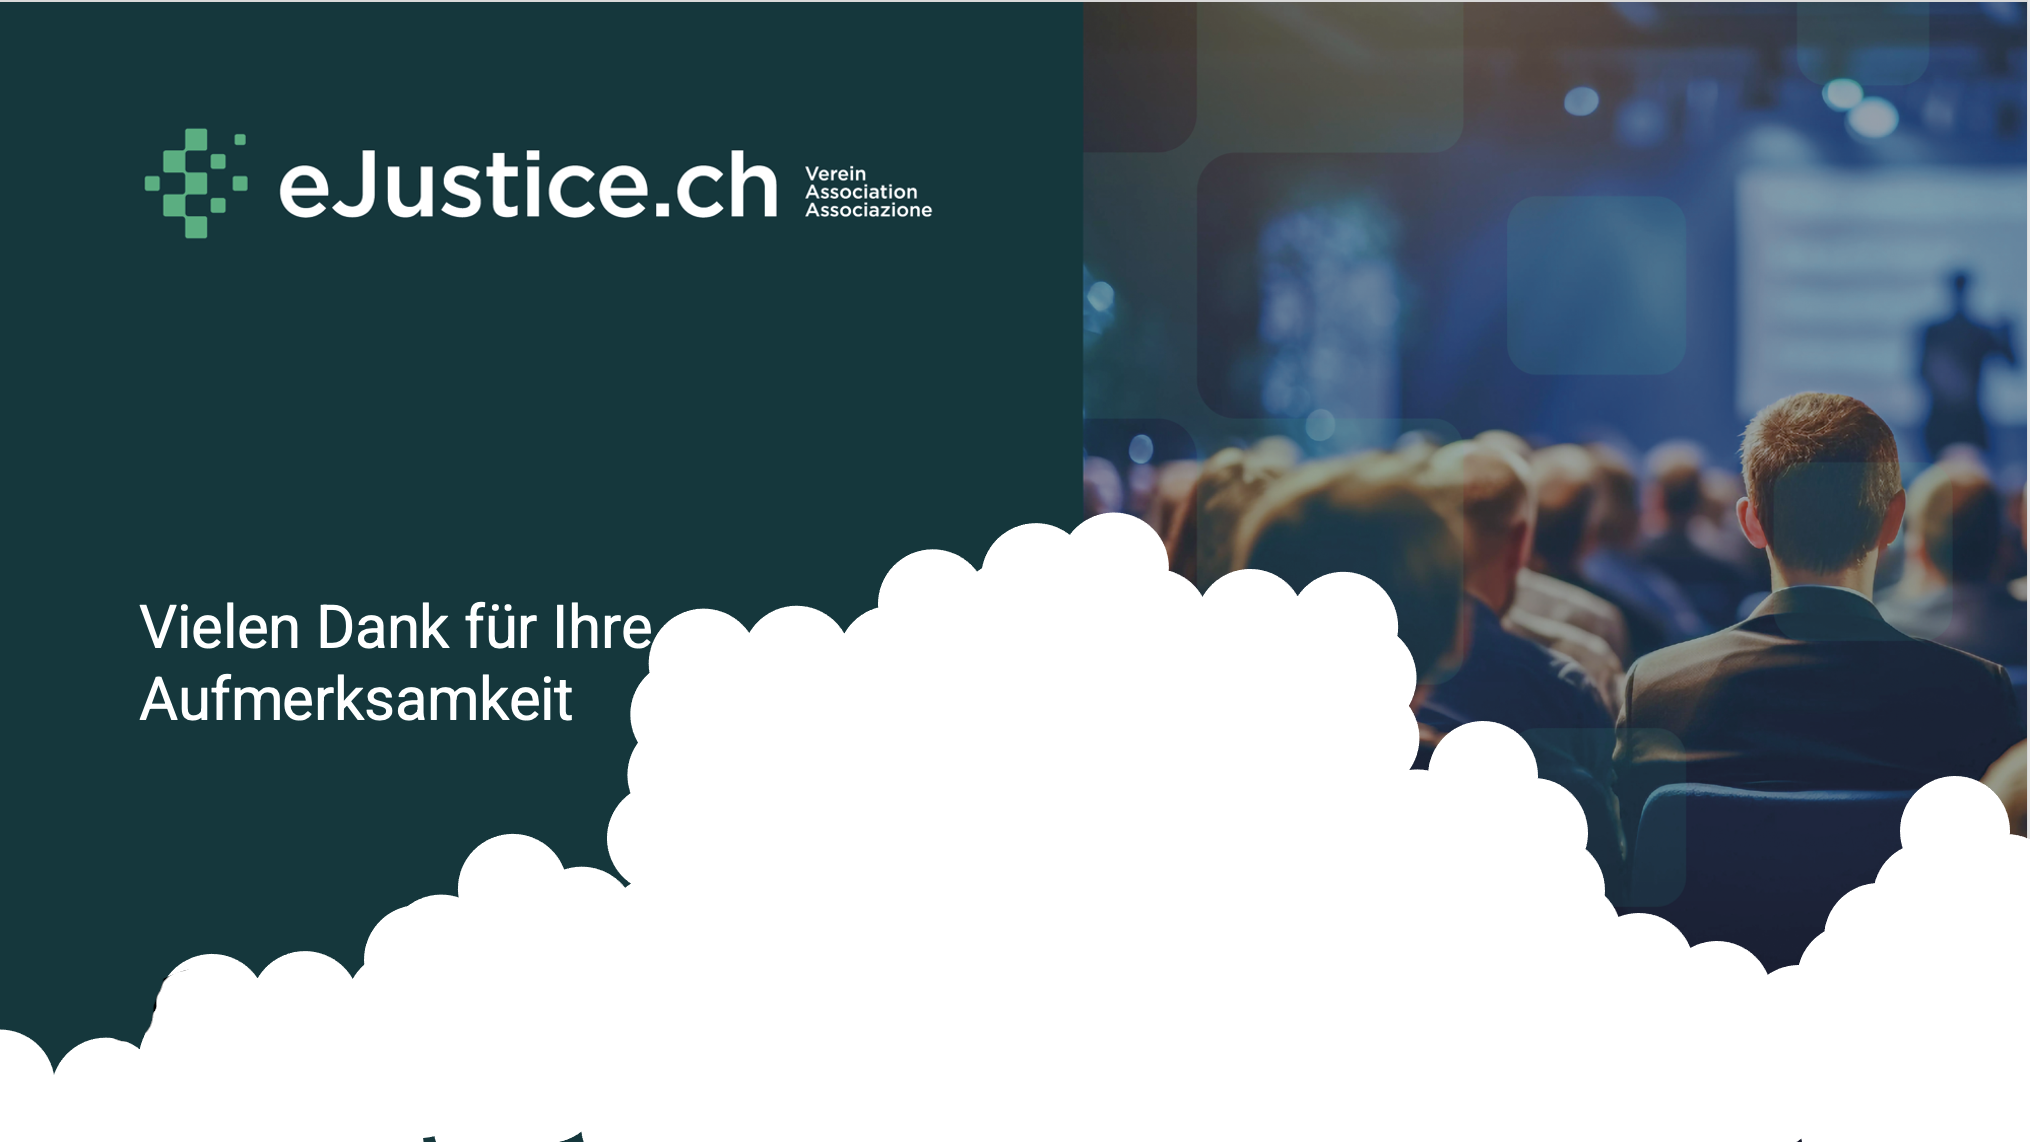 eJustice.ch
Verein
Association
Associazione
Vielen Dank für Ihre
Aufmerksamkeit